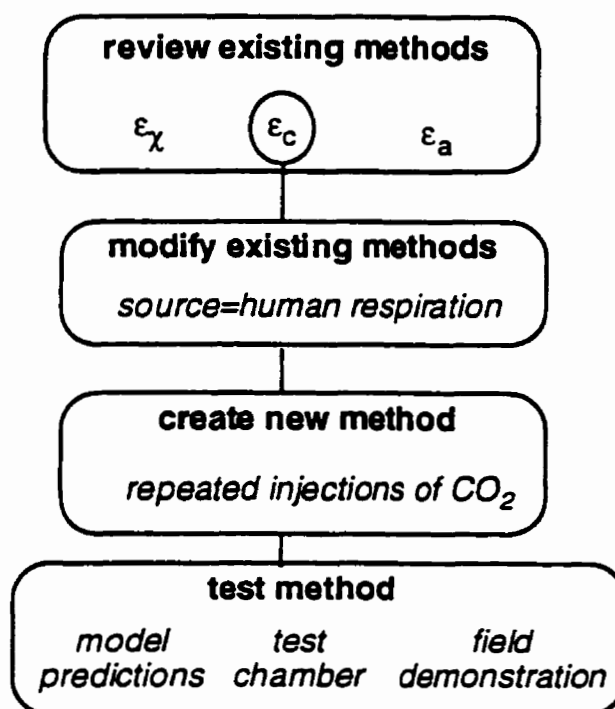 review existing methods
εχ εc εa
modify existing methods
source=human respiration
create new method
repeated injections of CO₂
test method
model test field
predictions chamber demonstration